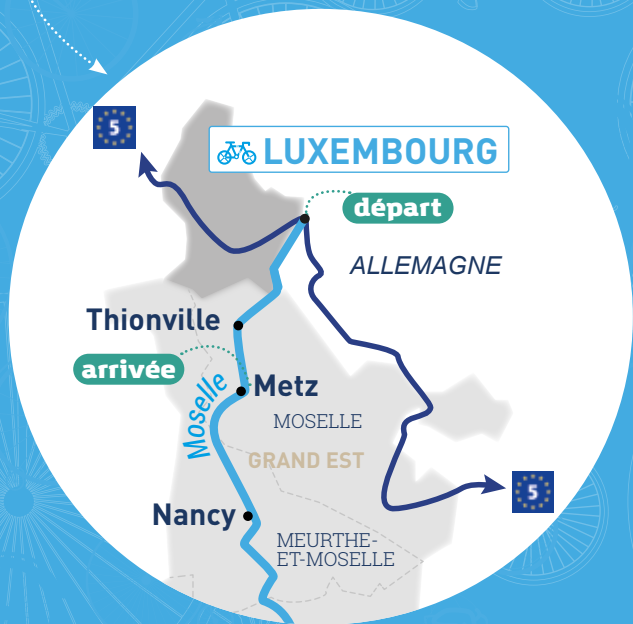 5
LUXEMBOURG
départ
ALLEMAGNE
Thionville
arrivée
Metz
Moselle
MOSELLE
GRAND EST
5
Nancy
MEURTHE-
ET-MOSELLE